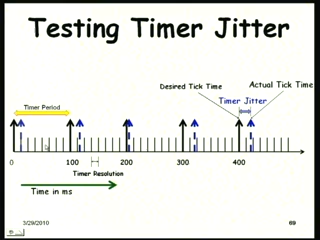 Testing Timer Jitter
Desired Tick Time
Actual Tick Time
Timer Period
Timer Jitter
0 100 200 300 400
Timer Resolution
Time in ms
3/29/2010
69